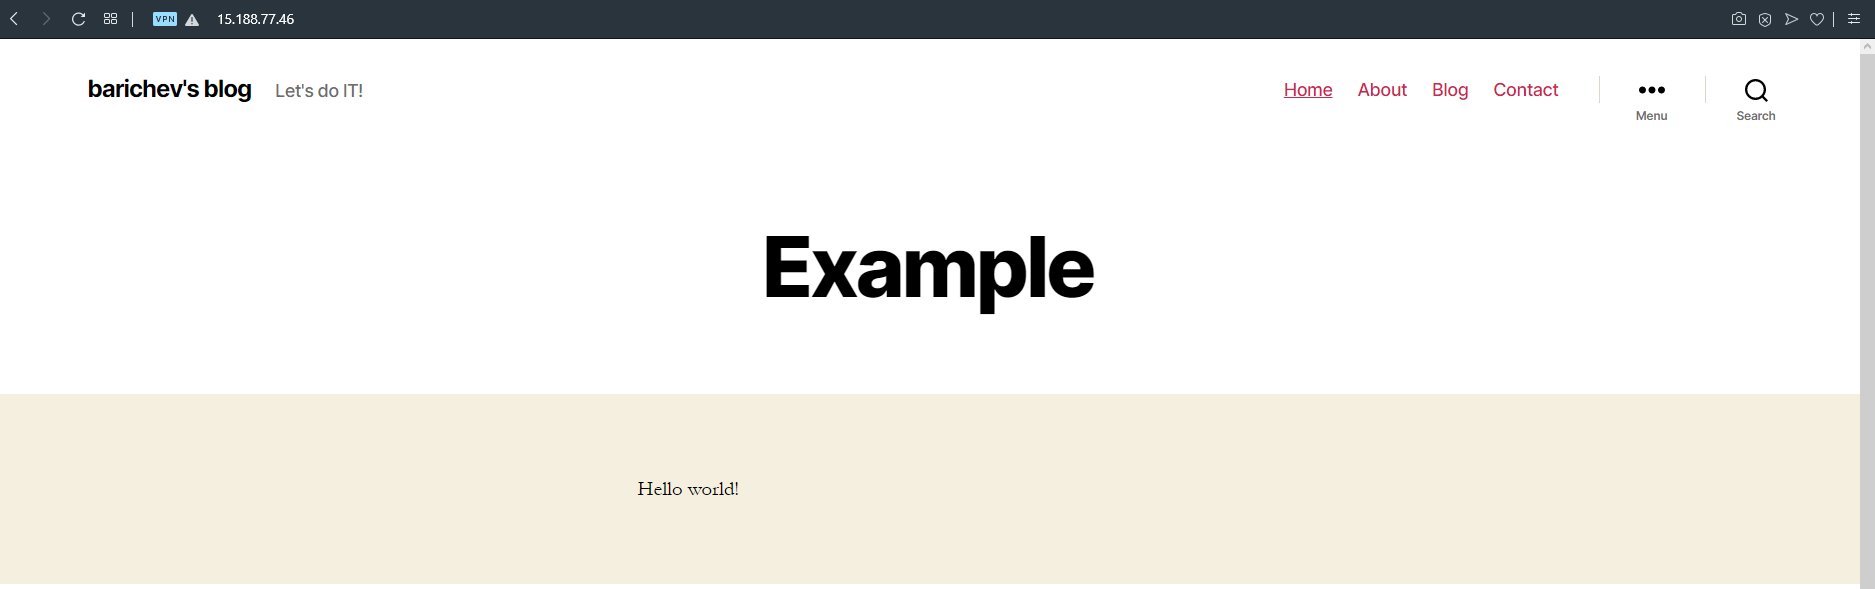 VPN 15.188.77.46
barichev's blog Let's do IT! Home About Blog Contact
Menu Search
Example
Hello world!